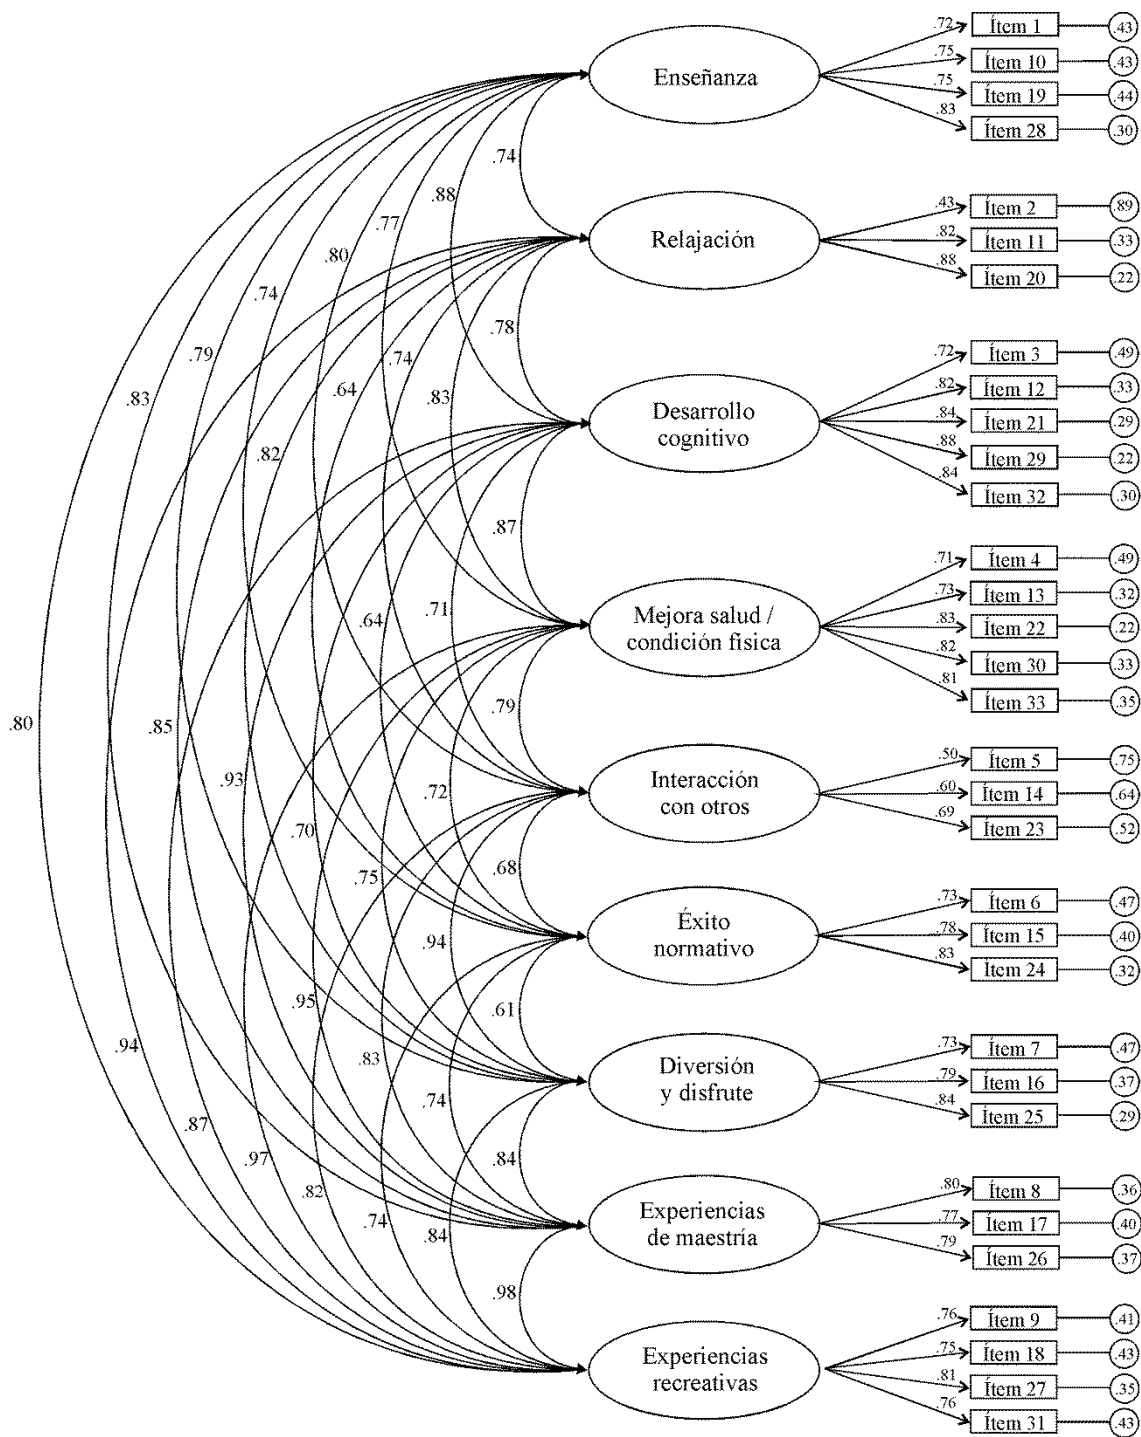 .72
Ítem 1
.43
.75
Ítem 10
.43
Enseñanza
.75
Ítem 19
.44
.83
Ítem 28
.30
.74
.88
.77
.80
.74
.79
.83
.80
.43
Ítem 2
.89
Relajación
.82
Ítem 11
.33
.88
Ítem 20
.22
.78
.83
.74
.64
.82
.85
.94
.72
Ítem 3
.49
.82
Ítem 12
.33
Desarrollo
cognitivo
.84
Ítem 21
.29
.88
Ítem 29
.22
.84
Ítem 32
.30
.87
.71
.64
.93
.87
.71
Ítem 4
.49
.73
Ítem 13
.32
Mejora salud /
condición física
.83
Ítem 22
.22
.82
Ítem 30
.33
.81
Ítem 33
.35
.79
.72
.70
.95
.97
.50
Ítem 5
.75
Interacción
con otros
.60
Ítem 14
.64
.69
Ítem 23
.52
.68
.75
.94
.83
.82
.73
Ítem 6
.47
Éxito
normativo
.78
Ítem 15
.40
.83
Ítem 24
.32
.61
.74
.74
.73
Ítem 7
.47
Diversión
y disfrute
.79
Ítem 16
.37
.84
Ítem 25
.29
.84
.84
.80
Ítem 8
.36
Experiencias
de maestría
.77
Ítem 17
.40
.79
Ítem 26
.37
.98
.76
Ítem 9
.41
Experiencias
recreativas
.75
Ítem 18
.43
.81
Ítem 27
.35
.76
Ítem 31
.43